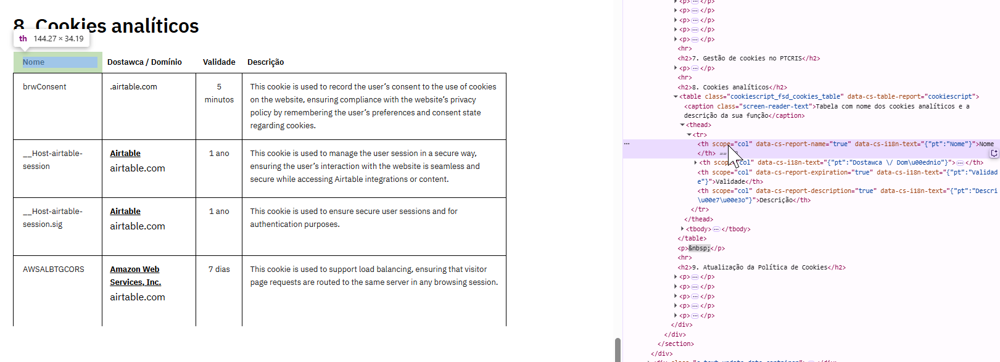 8. Cookies analíticos
th 144.27 × 34.19
Nome Dostawca / Domínio Validade Descrição
brwConsent
.airtable.com
5
minutos
This cookie is used to record the user’s consent to the use of cookies
on the website, ensuring compliance with the website’s privacy
policy by remembering the user’s preferences and consent state
regarding cookies.
__Host-airtable-
session
Airtable
airtable.com
1 ano
This cookie is used to manage the user session in a secure way,
ensuring the user’s interaction with the website is seamless and
secure while accessing Airtable integrations or content.
__Host-airtable-
session.sig
Airtable
airtable.com
1 ano
This cookie is used to ensure secure user sessions and for
authentication purposes.
AWSALBTGCORS
Amazon Web
Services, Inc.
airtable.com
7 dias
This cookie is used to support load balancing, ensuring that visitor
page requests are routed to the same server in any browsing session.
<p>…</p>
<p>…</p>
<p>…</p>
<p>…</p>
<p>…</p>
<hr>
<h2>7. Gestão de cookies no PTCRIS</h2>
<p>…</p>
<hr>
<h2>8. Cookies analíticos</h2>
<table class="cookiescript_fsd_cookies_table" data-cs-table-report="cookiescript">
<caption class="screen-reader-text">Tabela com nome dos cookies analíticos e a
descrição da sua função</caption>
<thead>
<tr>
<th scope="col" data-cs-report-name="true" data-cs-i18n-text="{"pt":"Nome"}">Nome
</th> ==
<th scope="col" data-cs-i18n-text="{"pt":"Dostawca \/ Dom\u00ednio"}">…</th>
<th scope="col" data-cs-report-expiration="true" data-cs-i18n-text="{"pt":"Validad
e"}">Validade</th>
<th scope="col" data-cs-report-description="true" data-cs-i18n-text="{"pt":"Descri
\u00e7\u00e3o"}">Descrição</th>
</tr>
</thead>
<tbody>…</tbody>
</table>
<p>&nbsp;</p>
<hr>
<h2>9. Atualização da Política de Cookies</h2>
<p>…</p>
<p>…</p>
<p>…</p>
<p>…</p>
<p>…</p>
</div>
</div>
</section>
</div>